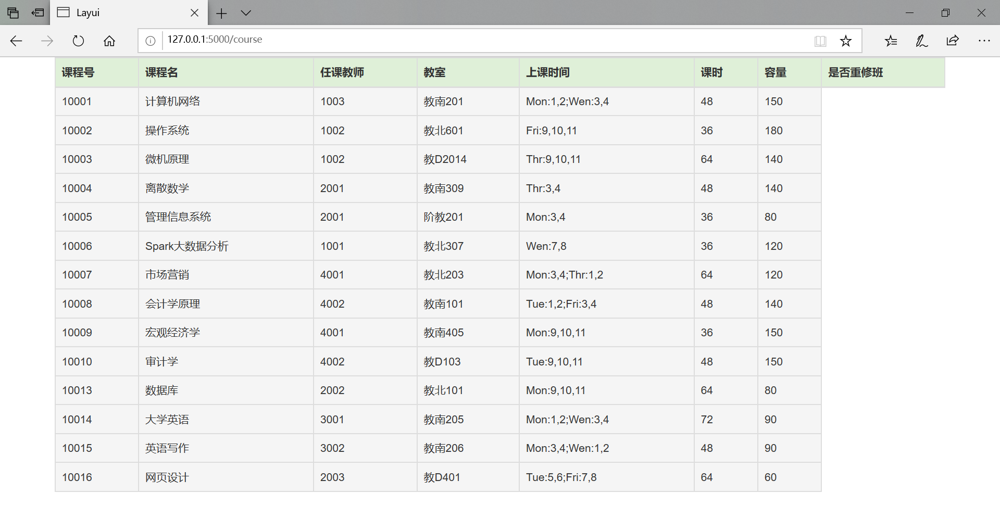 Layui
127.0.0.1:5000/course
课程号 课程名 任课教师 教室 上课时间 课时 容量 是否重修班
10001 计算机网络 1003 教南201 Mon:1,2;Wen:3,4 48 150
10002 操作系统 1002 教北601 Fri:9,10,11 36 180
10003 微机原理 1002 教D2014 Thr:9,10,11 64 140
10004 离散数学 2001 教南309 Thr:3,4 48 140
10005 管理信息系统 2001 阶教201 Mon:3,4 36 80
10006 Spark大数据分析 1001 教北307 Wen:7,8 36 120
10007 市场营销 4001 教北203 Mon:3,4;Thr:1,2 64 120
10008 会计学原理 4002 教南101 Tue:1,2;Fri:3,4 48 140
10009 宏观经济学 4001 教南405 Mon:9,10,11 36 150
10010 审计学 4002 教D103 Tue:9,10,11 48 150
10013 数据库 2002 教北101 Mon:9,10,11 64 80
10014 大学英语 3001 教南205 Mon:1,2;Wen:3,4 72 90
10015 英语写作 3002 教南206 Mon:3,4;Wen:1,2 48 90
10016 网页设计 2003 教D401 Tue:5,6;Fri:7,8 64 60